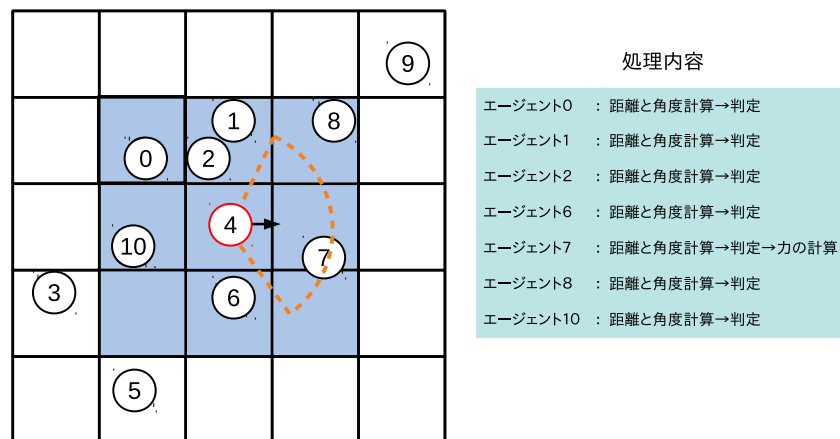 9
1
8
0
2
4
10
7
3
6
5
処理内容
エージェント0 : 距離と角度計算→判定
エージェント1 : 距離と角度計算→判定
エージェント2 : 距離と角度計算→判定
エージェント6 : 距離と角度計算→判定
エージェント7 : 距離と角度計算→判定→力の計算
エージェント8 : 距離と角度計算→判定
エージェント10 : 距離と角度計算→判定